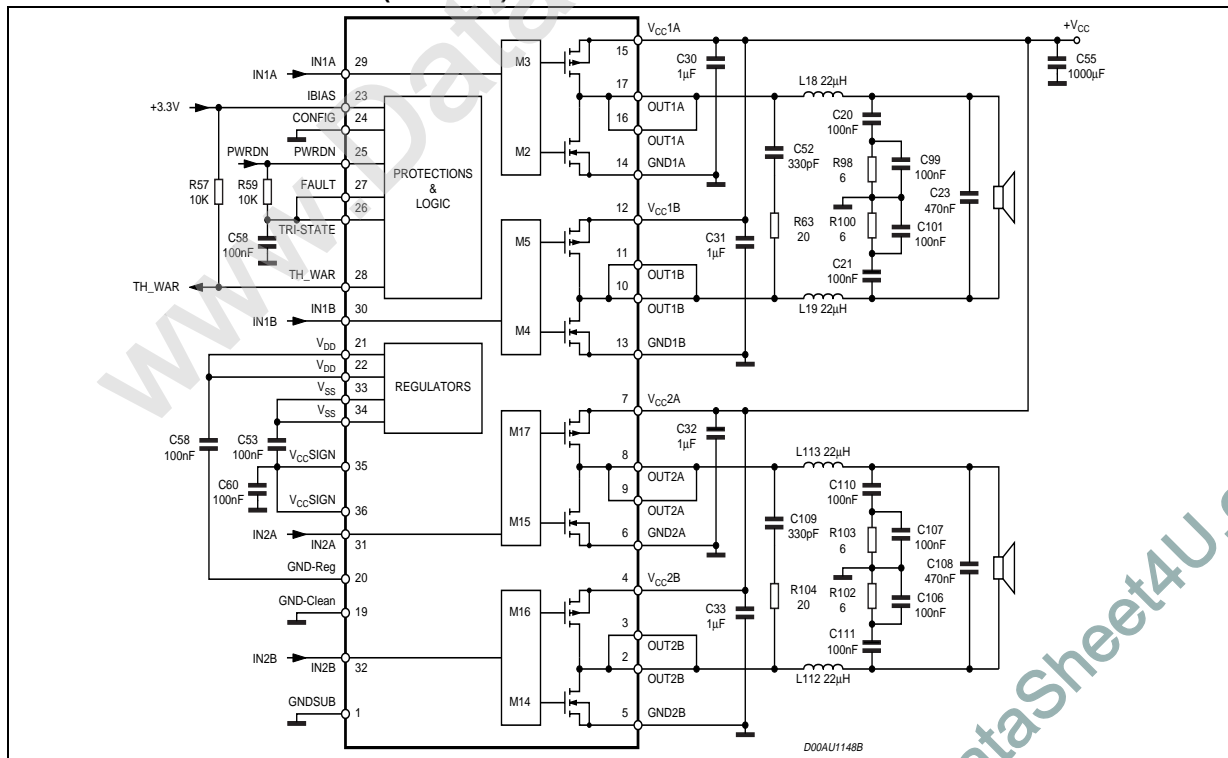 VCC1A
+VCC
IN1A
IN1A
29
M3
15
C30
1µF
C55
1000µF
+3.3V
IBIAS
23
17
OUT1A
L18 22µH
CONFIG
24
16
OUT1A
C20
100nF
PWRDN
PWRDN
25
M2
14
GND1A
C52
330pF
R98
6
C99
100nF
R57
10K
R59
10K
FAULT
27
PROTECTIONS
&
LOGIC
C23
470nF
26
TRI-STATE
12
VCC1B
R63
20
R100
6
C101
100nF
C58
100nF
M5
11
OUT1B
C31
1µF
C21
100nF
TH_WAR
TH_WAR
28
10
OUT1B
L19 22µH
IN1B
IN1B
30
M4
13
GND1B
VDD
21
VDD
22
REGULATORS
VSS
33
VSS
34
7
VCC2A
C58
100nF
C53
100nF
M17
C32
1µF
VCCSIGN
35
8
OUT2A
L113 22µH
C60
100nF
9
OUT2A
C110
100nF
VCCSIGN
36
M15
6
GND2A
C109
330pF
R103
6
C107
100nF
IN2A
IN2A
31
C108
470nF
GND-Reg
20
4
VCC2B
R104
20
R102
6
C106
100nF
GND-Clean
19
M16
3
OUT2B
C33
1µF
C111
100nF
IN2B
IN2B
32
2
OUT2B
L112 22µH
GNDSUB
1
M14
5
GND2B
D00AU1148B